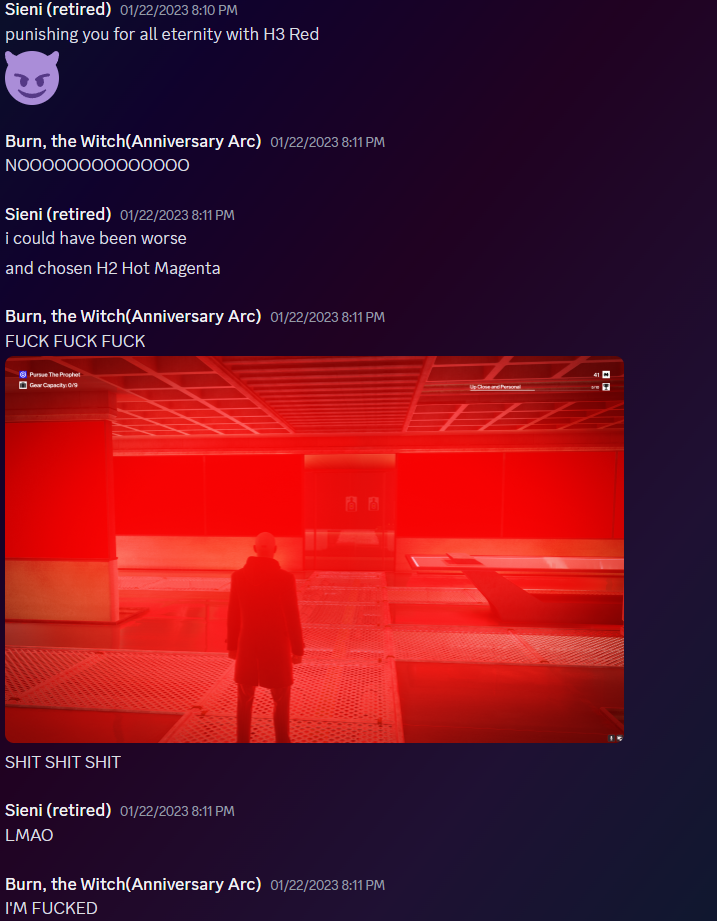 Sieni (retired) 01/22/2023 8:10 PM
punishing you for all eternity with H3 Red
Burn, the Witch(Anniversary Arc) 01/22/2023 8:11 PM
NOOOOOOOOOOOOOO
Sieni (retired) 01/22/2023 8:11 PM
i could have been worse
and chosen H2 Hot Magenta
Burn, the Witch(Anniversary Arc) 01/22/2023 8:11 PM
FUCK FUCK FUCK
Pursue The Prophet
41
Gear Capacity: 0/9
Up Close and Personal
SHIT SHIT SHIT
Sieni (retired) 01/22/2023 8:11 PM
LMAO
Burn, the Witch(Anniversary Arc) 01/22/2023 8:11 PM
I'M FUCKED